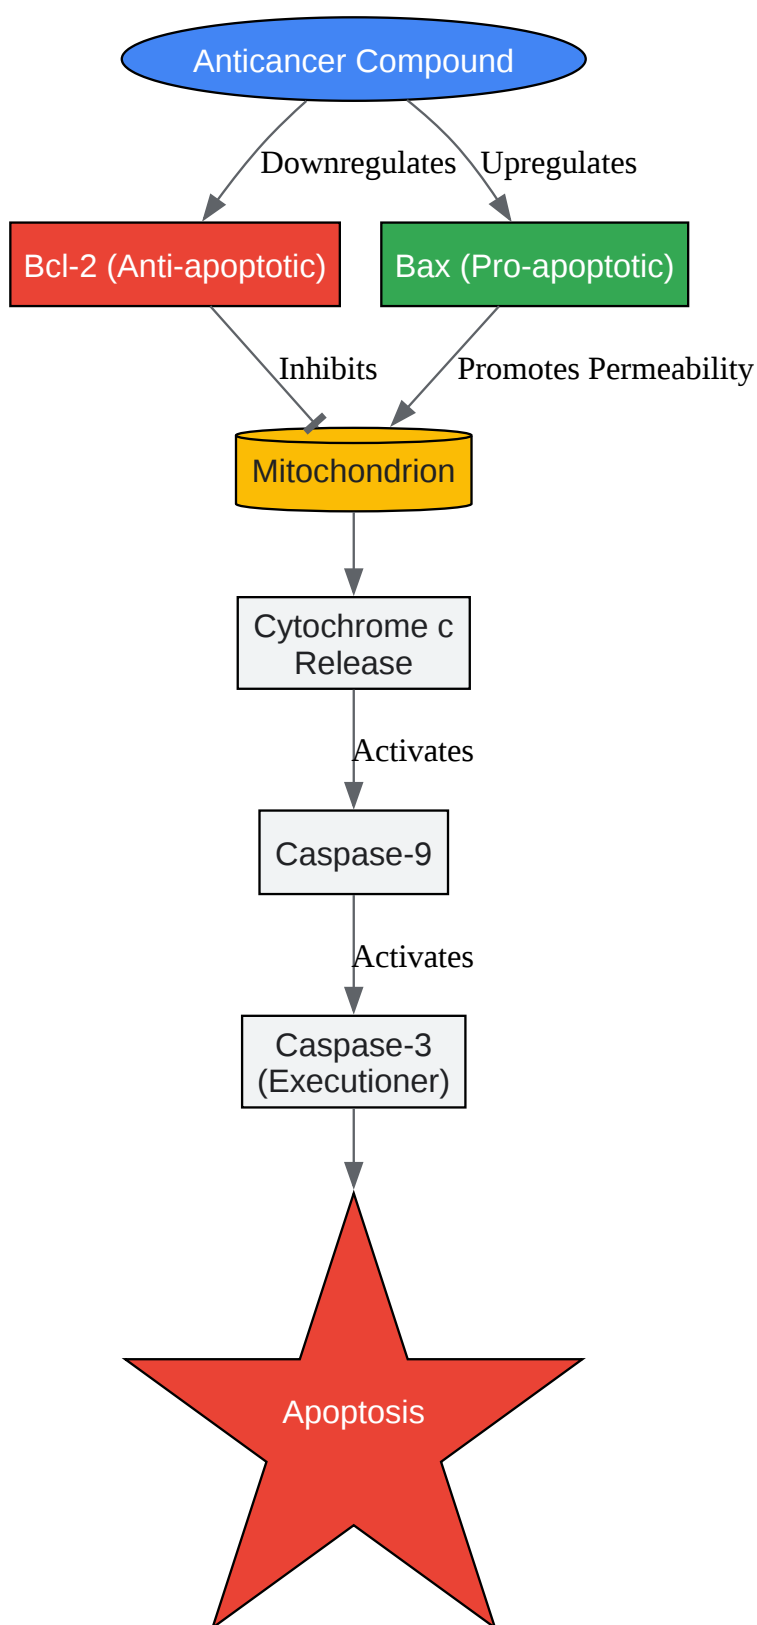 Anticancer Compound
Downregulates
Upregulates
Bcl-2 (Anti-apoptotic)
Bax (Pro-apoptotic)
Inhibits
Promotes Permeability
Mitochondrion
Cytochrome c
Release
Activates
Caspase-9
Activates
Caspase-3
(Executioner)
Apoptosis